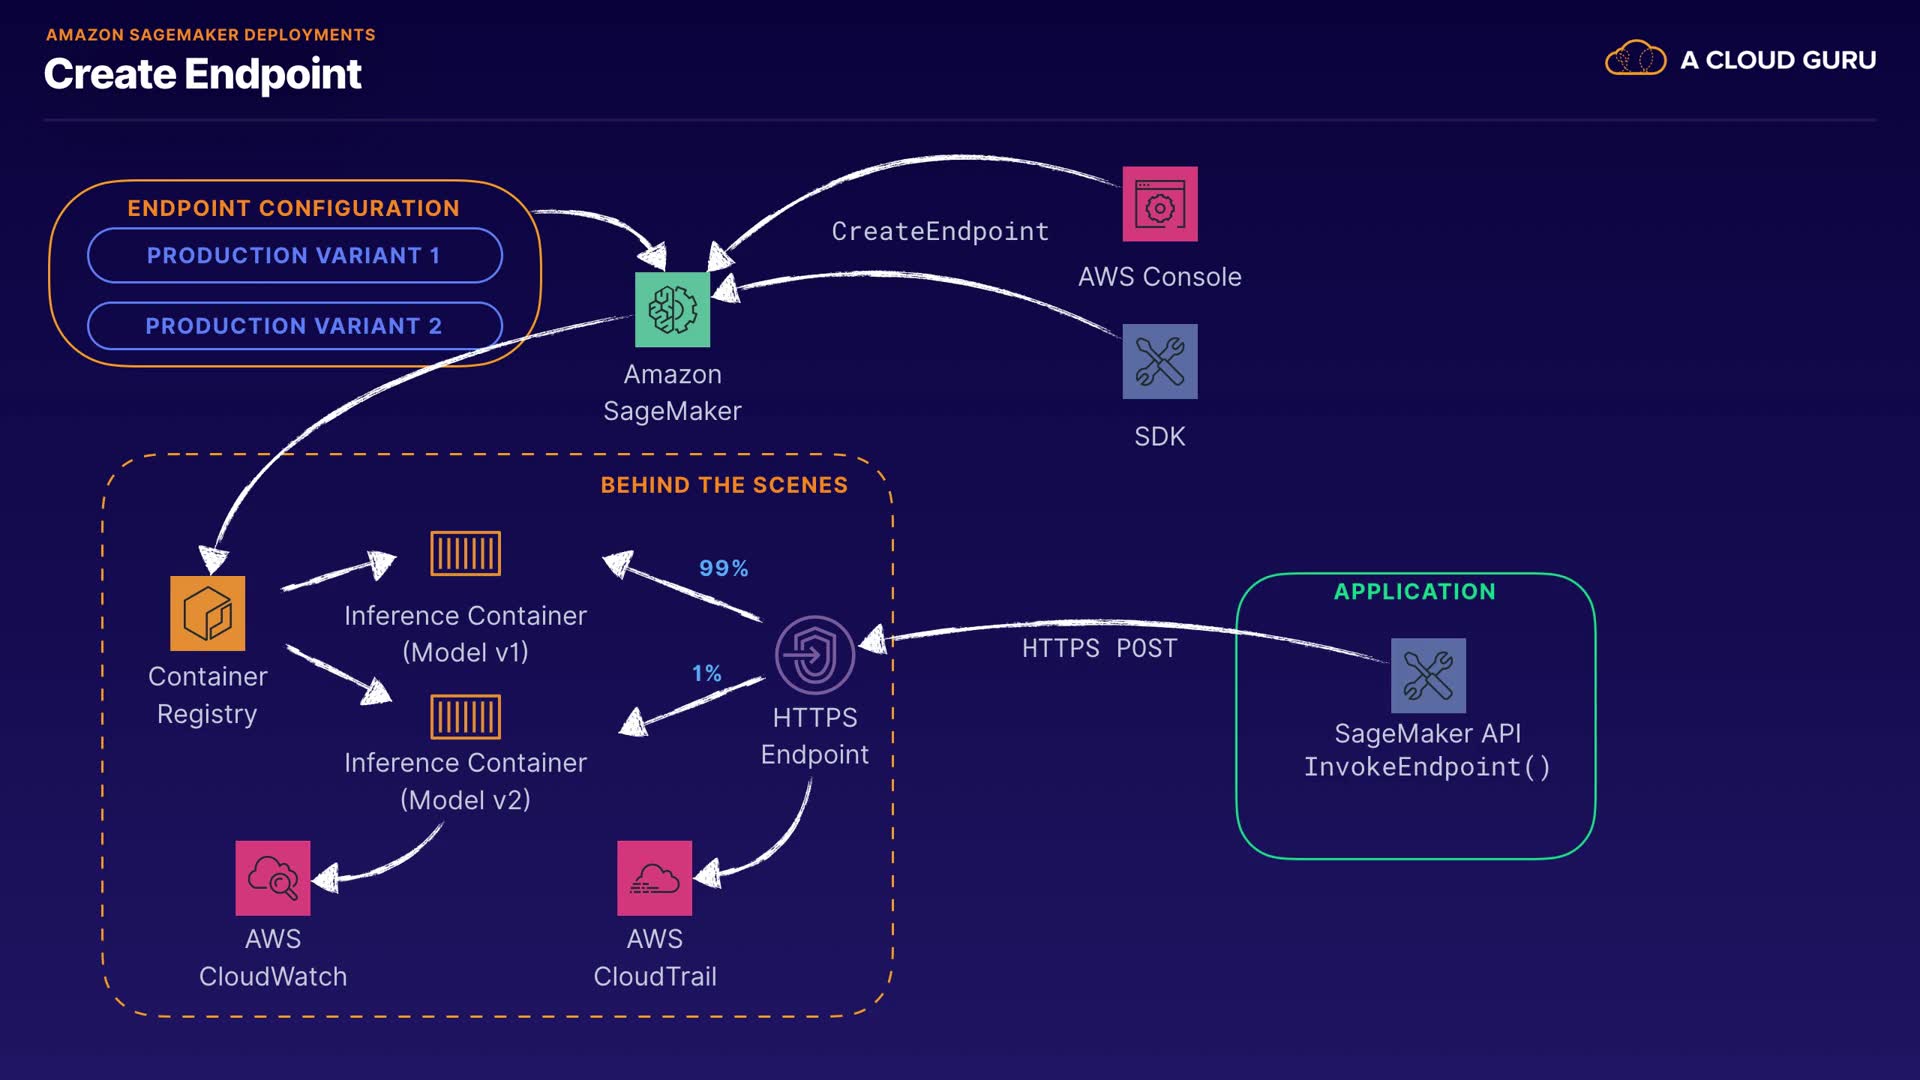 AMAZON SAGEMAKER DEPLOYMENTS
Create Endpoint
A CLOUD GURU
ENDPOINT CONFIGURATION
PRODUCTION VARIANT 1
PRODUCTION VARIANT 2
CreateEndpoint
AWS Console
Amazon
SageMaker
SDK
BEHIND THE SCENES
99%
Inference Container
(Model v1)
1%
Container
Registry
HTTPS
Endpoint
Inference Container
(Model v2)
AWS
CloudWatch
AWS
CloudTrail
HTTPS POST
APPLICATION
SageMaker API
InvokeEndpoint()